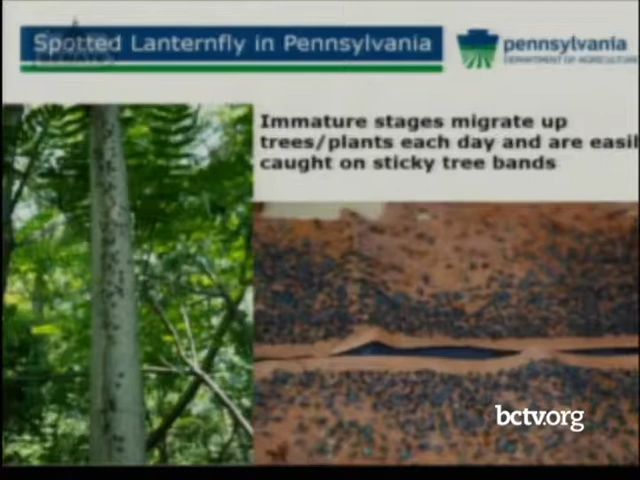 Spotted Lanternfly in Pennsylvania
pennsylvania
DEPARTMENT OF AGRICULTURE
Immature stages migrate up
trees/plants each day and are easil
caught on sticky tree bands
bctv.org